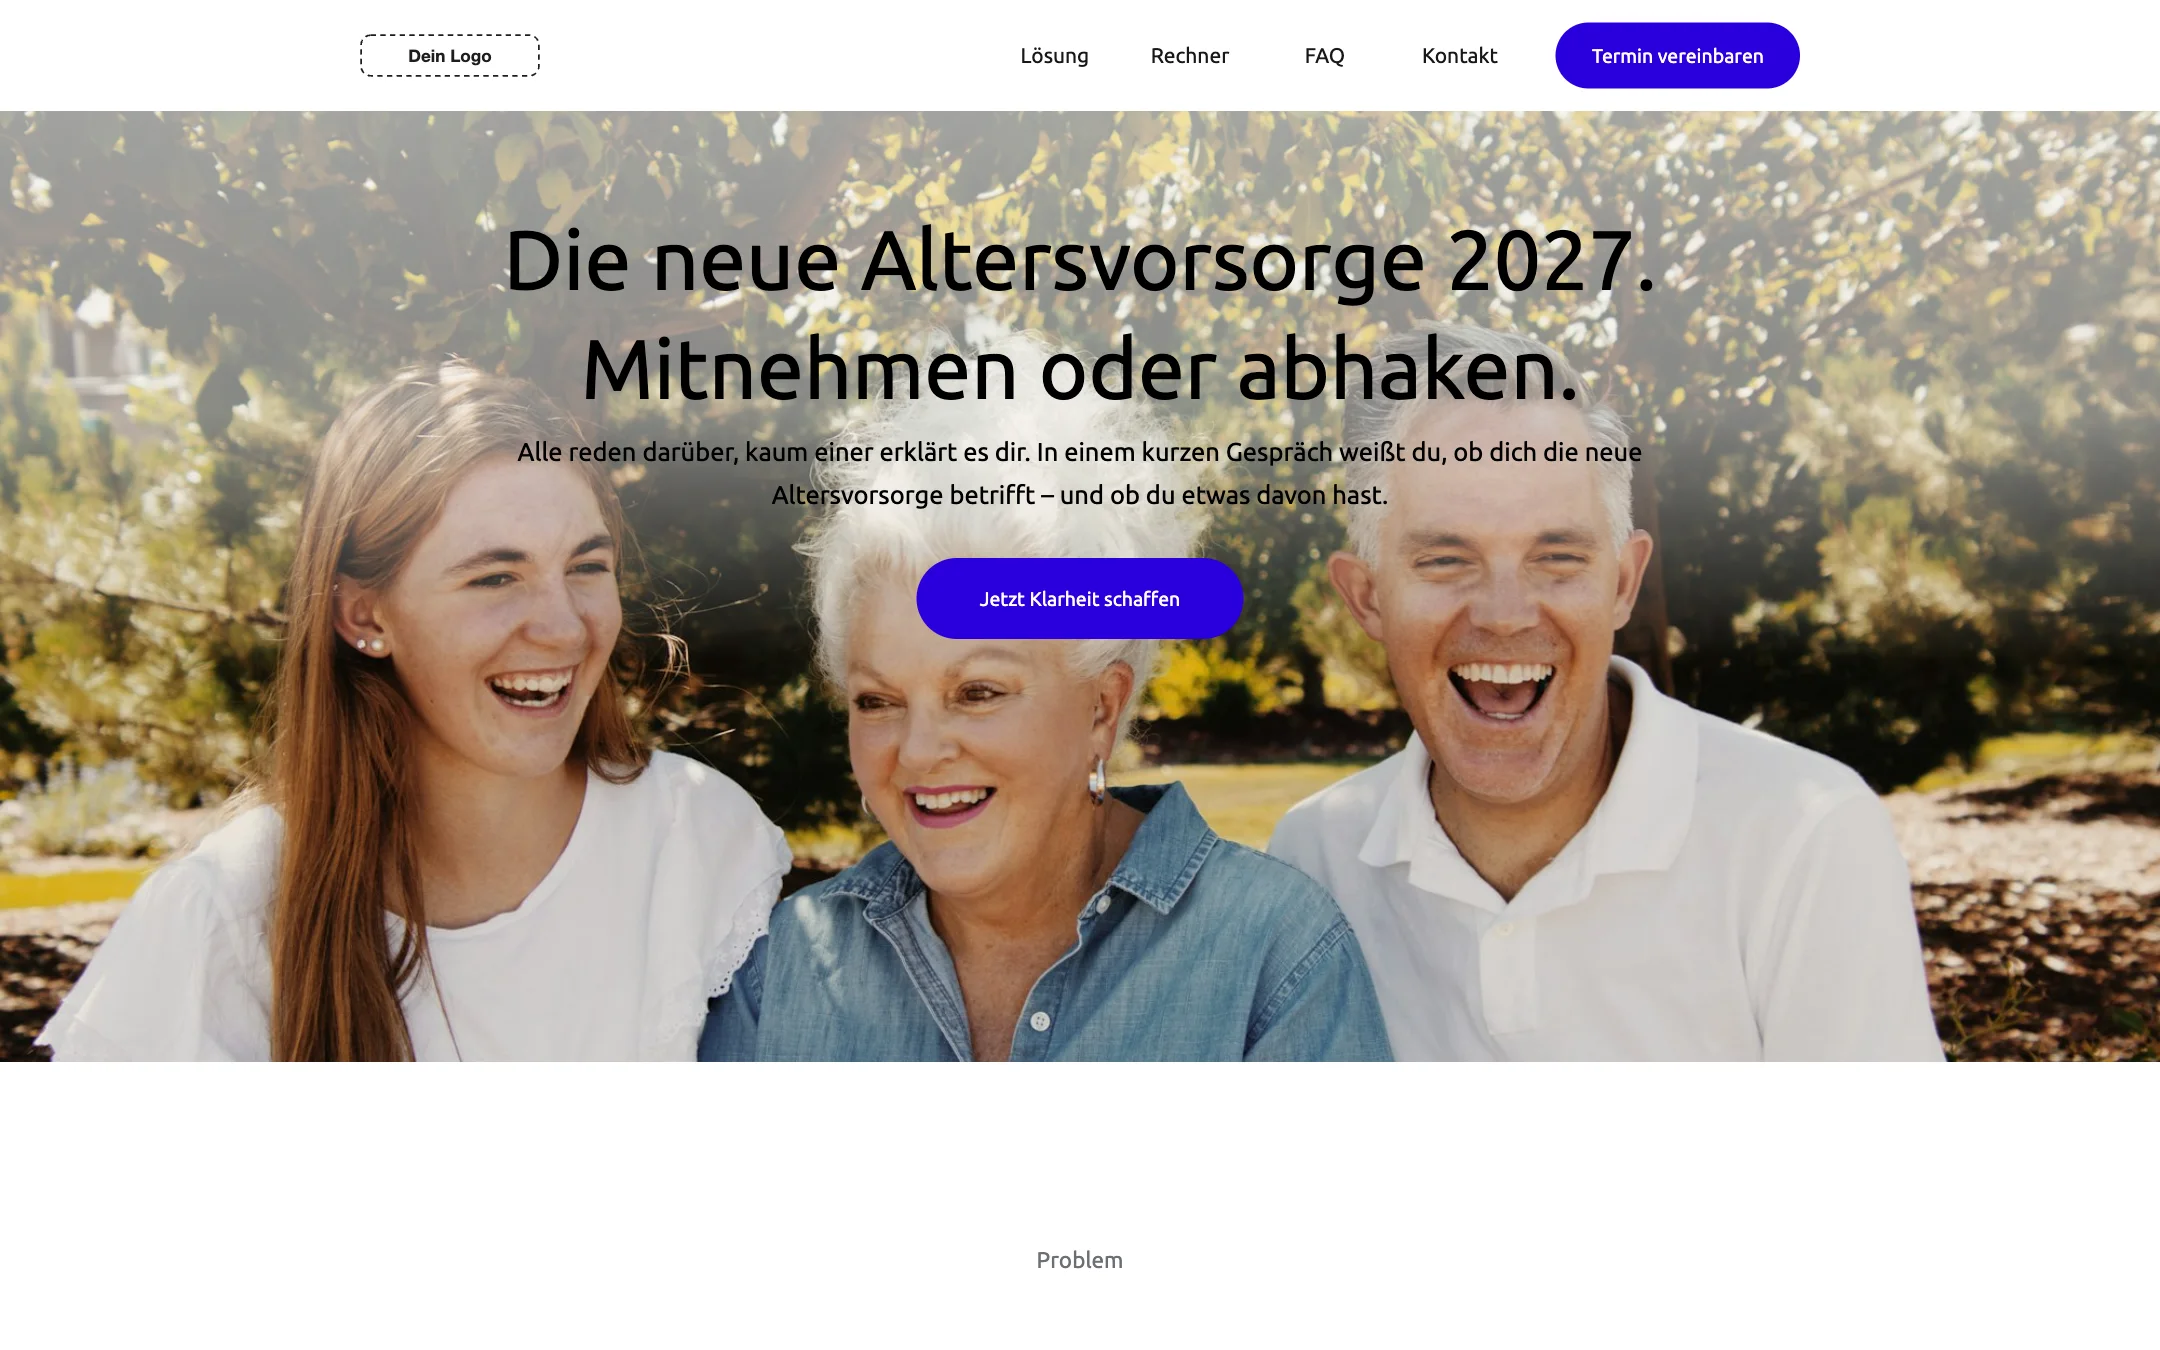 Dein Logo
Lösung
Rechner
FAQ
Kontakt
Termin vereinbaren
Die neue Altersvorsorge 2027.
Mitnehmen oder abhaken.
Alle reden darüber, kaum einer erklärt es dir. In einem kurzen Gespräch weißt du, ob dich die neue
Altersvorsorge betrifft – und ob du etwas davon hast.
Jetzt Klarheit schaffen
Problem